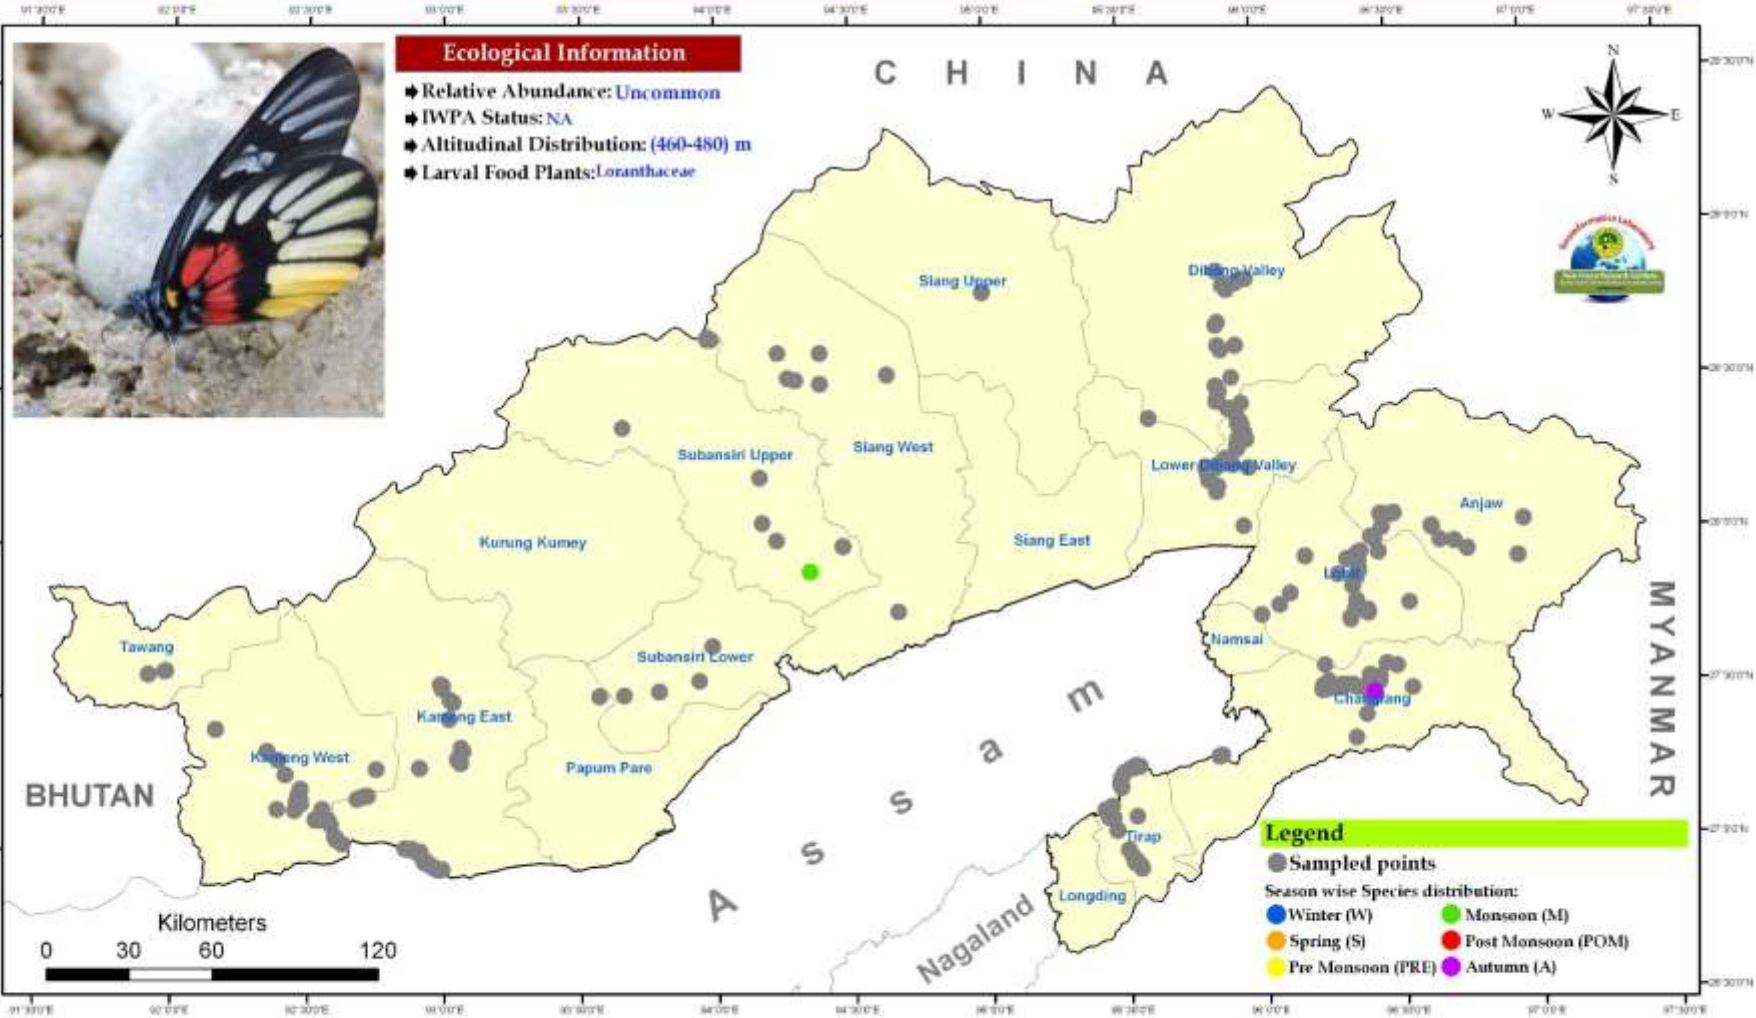 Ecological Information
Relative Abundance: Uncommon
IWPA Status: NA
Altitudinal Distribution: (460-480) m
Larval Food Plants: Loranthaceae
C H I N A
N
W E
S
Siang Upper
Dibang Valley
Subansiri Upper
Siang West
Lower Dibang Valley
Anjaw
Kurung Kumey
Siang East
Lohit
Tawang
Subansiri Lower
Namsai
Changlang
Kameng East
Kameng West
Papum Pare
BHUTAN
MYANMAR
Assam
Tirap
Longding
Nagaland
Kilometers
0 30 60 120
Legend
Sampled points
Season wise Species distribution:
Winter (W)
Monsoon (M)
Spring (S)
Post Monsoon (POM)
Pre Monsoon (PRE)
Autumn (A)